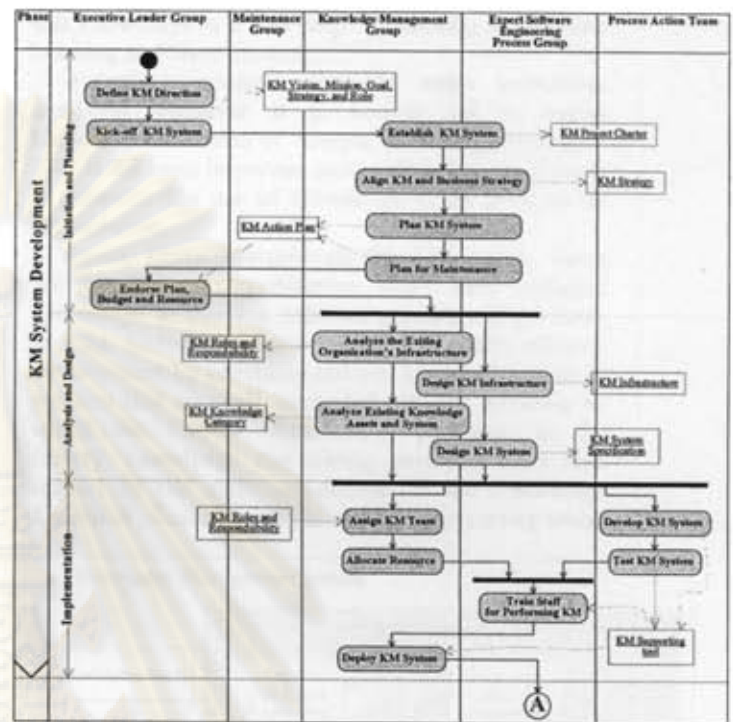 Phase
Executive Leader Group
Maintenance
Group
Knowledge Management
Group
Expert Software
Engineering
Process Group
Process Action Team
KM System Development
Initiation and Planning
Define KM Direction
KM Vision, Mission, Goal,
Strategy, and Role
Kick-off KM System
Establish KM System
KM Project Charter
Align KM and Business Strategy
KM Strategy
KM Action Plan
Plan KM System
Plan for Maintenance
Endorse Plan,
Budget and Resource
Analysis and Design
KM Roles and
Responsibility
Analyze the Exiting
Organization's Infrastructure
Design KM Infrastructure
KM Infrastructure
KM Knowledge
Category
Analyze Existing Knowledge
Assets and System
Design KM System
KM System
Specification
Implementation
KM Roles and
Responsibility
Assign KM Team
Develop KM System
Allocate Resource
Test KM System
Train Staff
for Performing KM
KM Supporting
tool
Deploy KM System
A